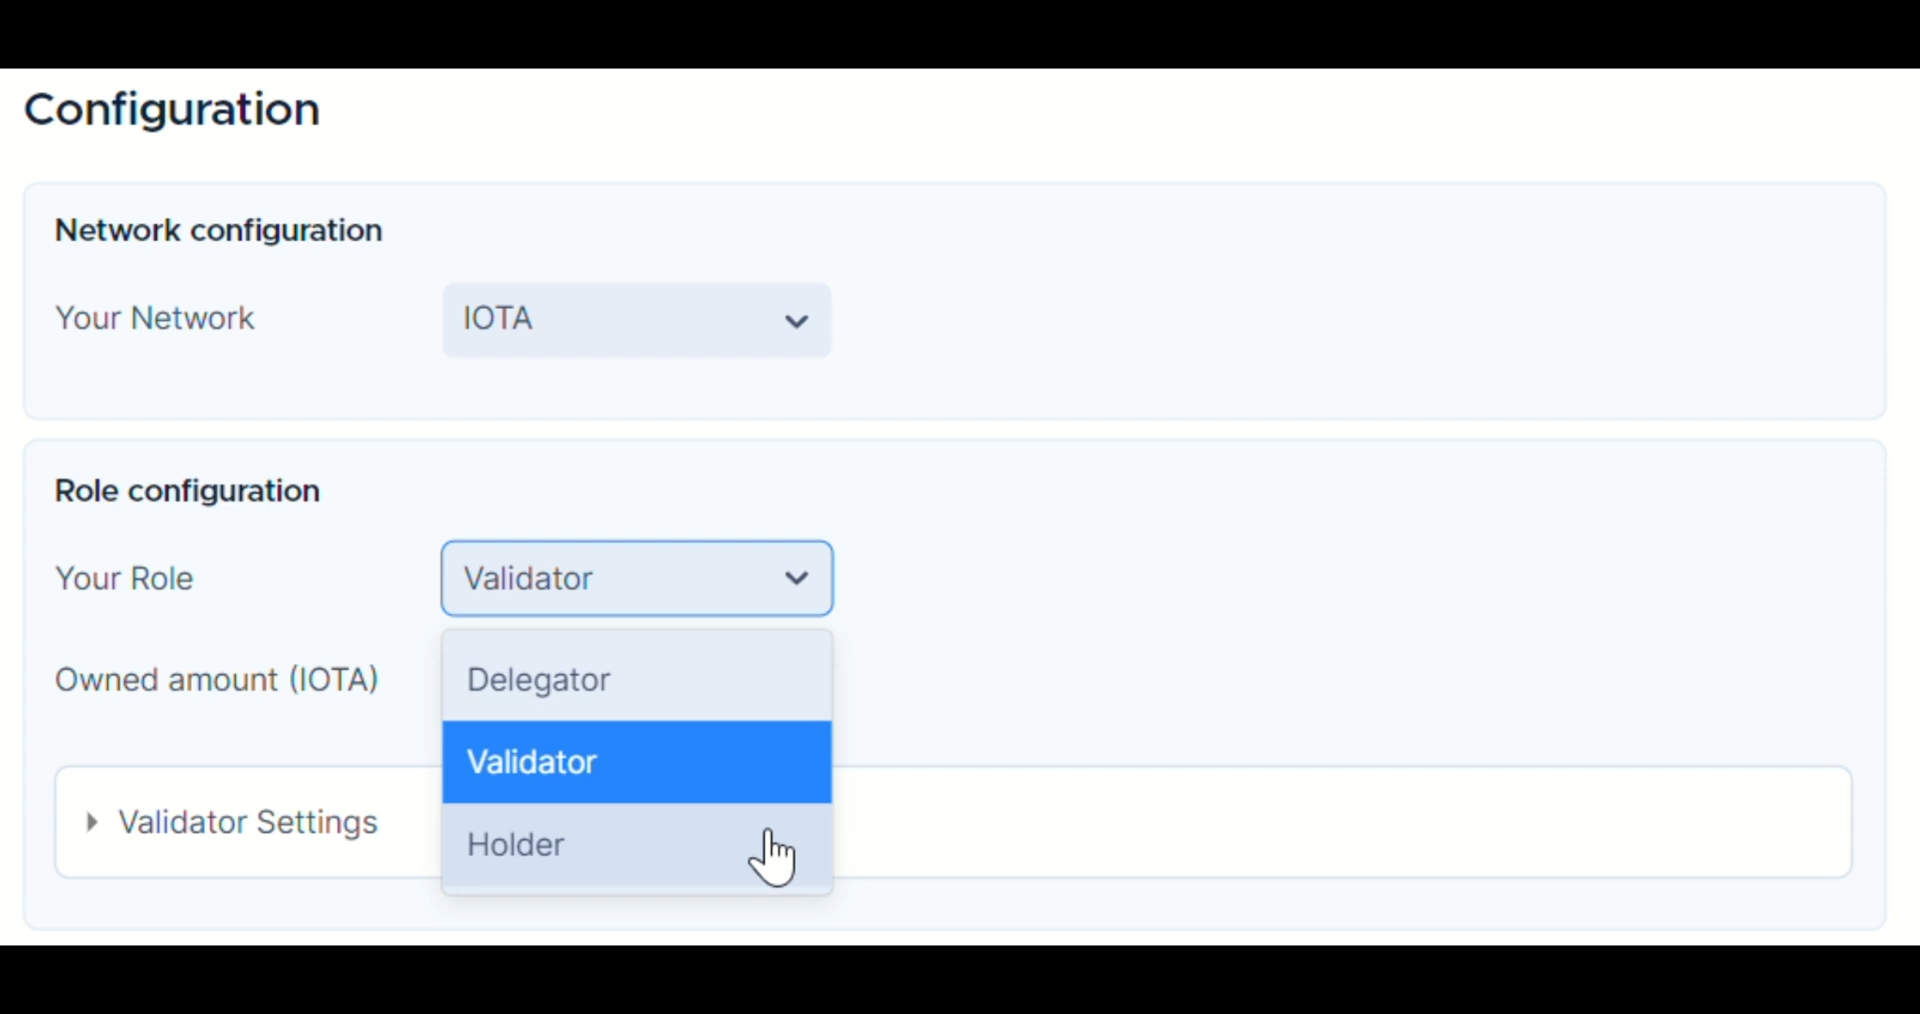 Configuration
Network configuration
Your Network IOTA
Role configuration
Your Role Validator
Owned amount (IOTA) Delegator
Validator
Validator Settings
Holder